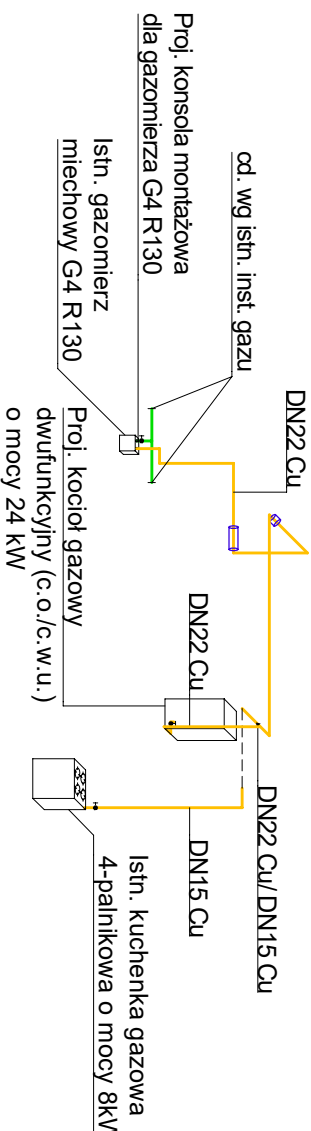 cd. wg istn. inst. gazu
Proj. konsola montażowa
dla gazomierza G4 R130
Istn. gazomierz
miechowy G4 R130
DN22 Cu
Proj. kocioł gazowy
dwufunkcyjny (c.o./c.w.u.)
o mocy 24 kW
DN22 Cu
DN22 Cu/ DN15 Cu
DN15 Cu
Istn. kuchenka gazowa
4-palnikowa o mocy 8kW